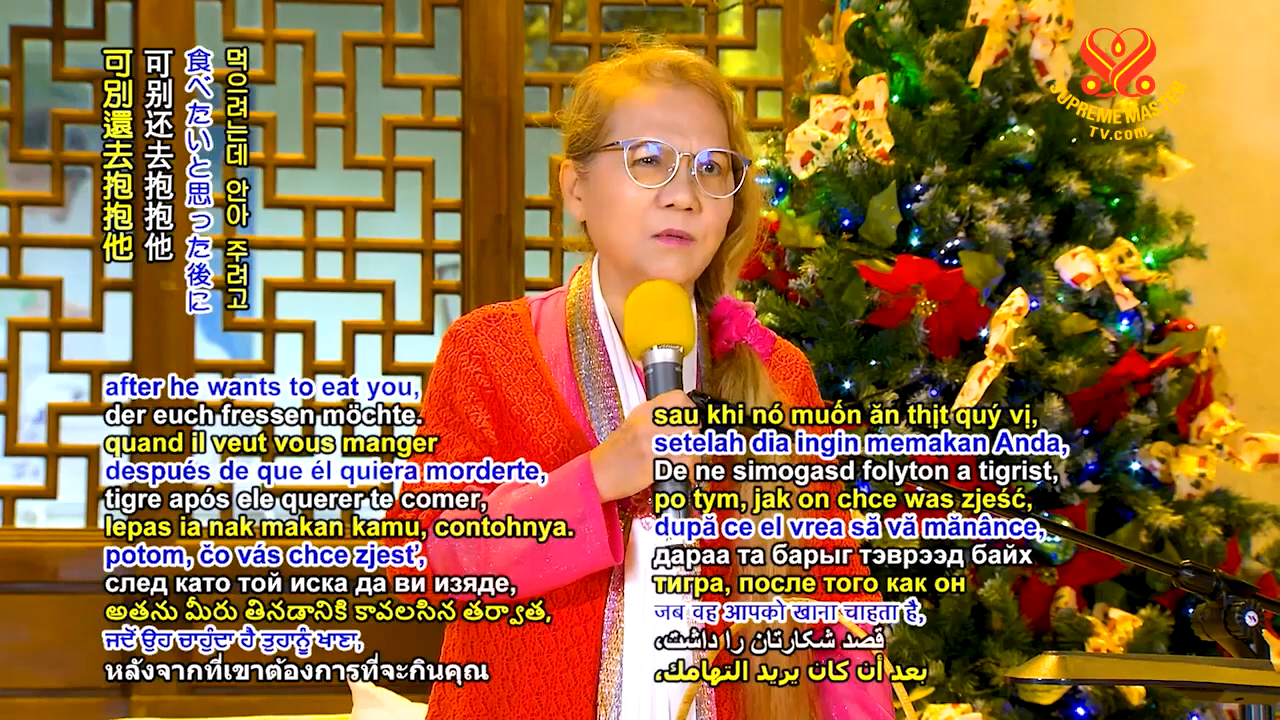 먹으려는데 안아 주려고
食べたいと思った後に
可别还去抱抱他
可別還去抱抱他
SUPREME MASTER
TV.com
after he wants to eat you,
der euch fressen möchte.
quand il veut vous manger
después de que él quiera morderte,
tigre após ele querer te comer,
lepas ia nak makan kamu, contohnya.
potom, čo vás chce zjesť,
след като той иска да ви изяде,
అతను మీరు తినడానికి కావలసిన తర్వాత,
ਜਦੋਂ ਉਹ ਚਾਹੁੰਦਾ ਹੈ ਤੁਹਾਨੂੰ ਖਾਣਾ,
หลังจากที่เขาต้องการที่จะกินคุณ
sau khi nó muốn ăn thịt quý vị,
setelah dia ingin memakan Anda,
De ne simogasd folyton a tigrist,
po tym, jak on chce was zjeść,
după ce el vrea să vă mănânce,
дараа та барыг тэврээд байх
тигра, после того как он
जब वह आपको खाना चाहता है,
قصد شکارتان را داشت،
بعد أن كان يريد التهامك،